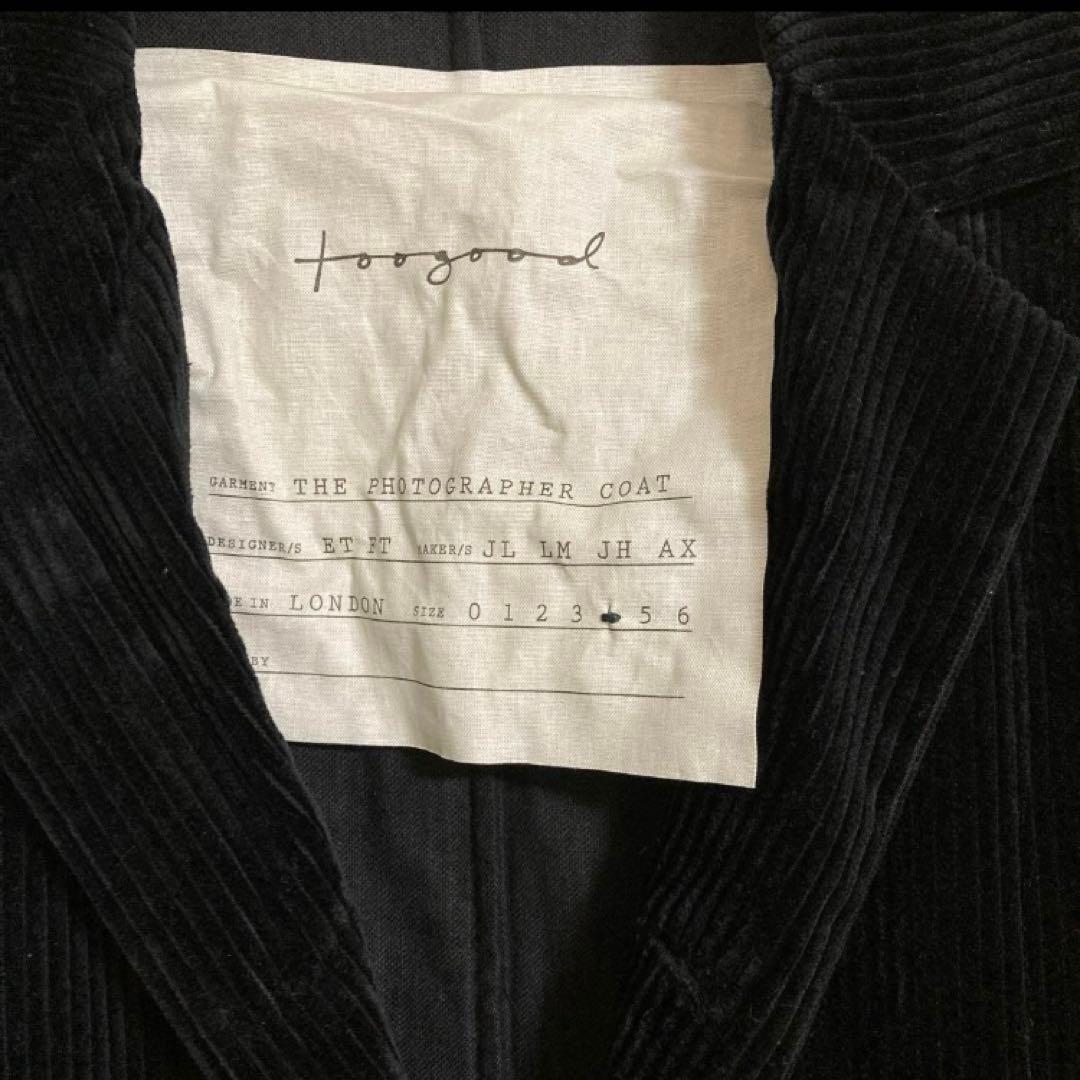 toogood
GARMENT THE PHOTOGRAPHER COAT
DESIGNER/S ET FT MAKER/S JL LM JH AX
E IN LONDON SIZE 0 1 2 3 5 6
BY